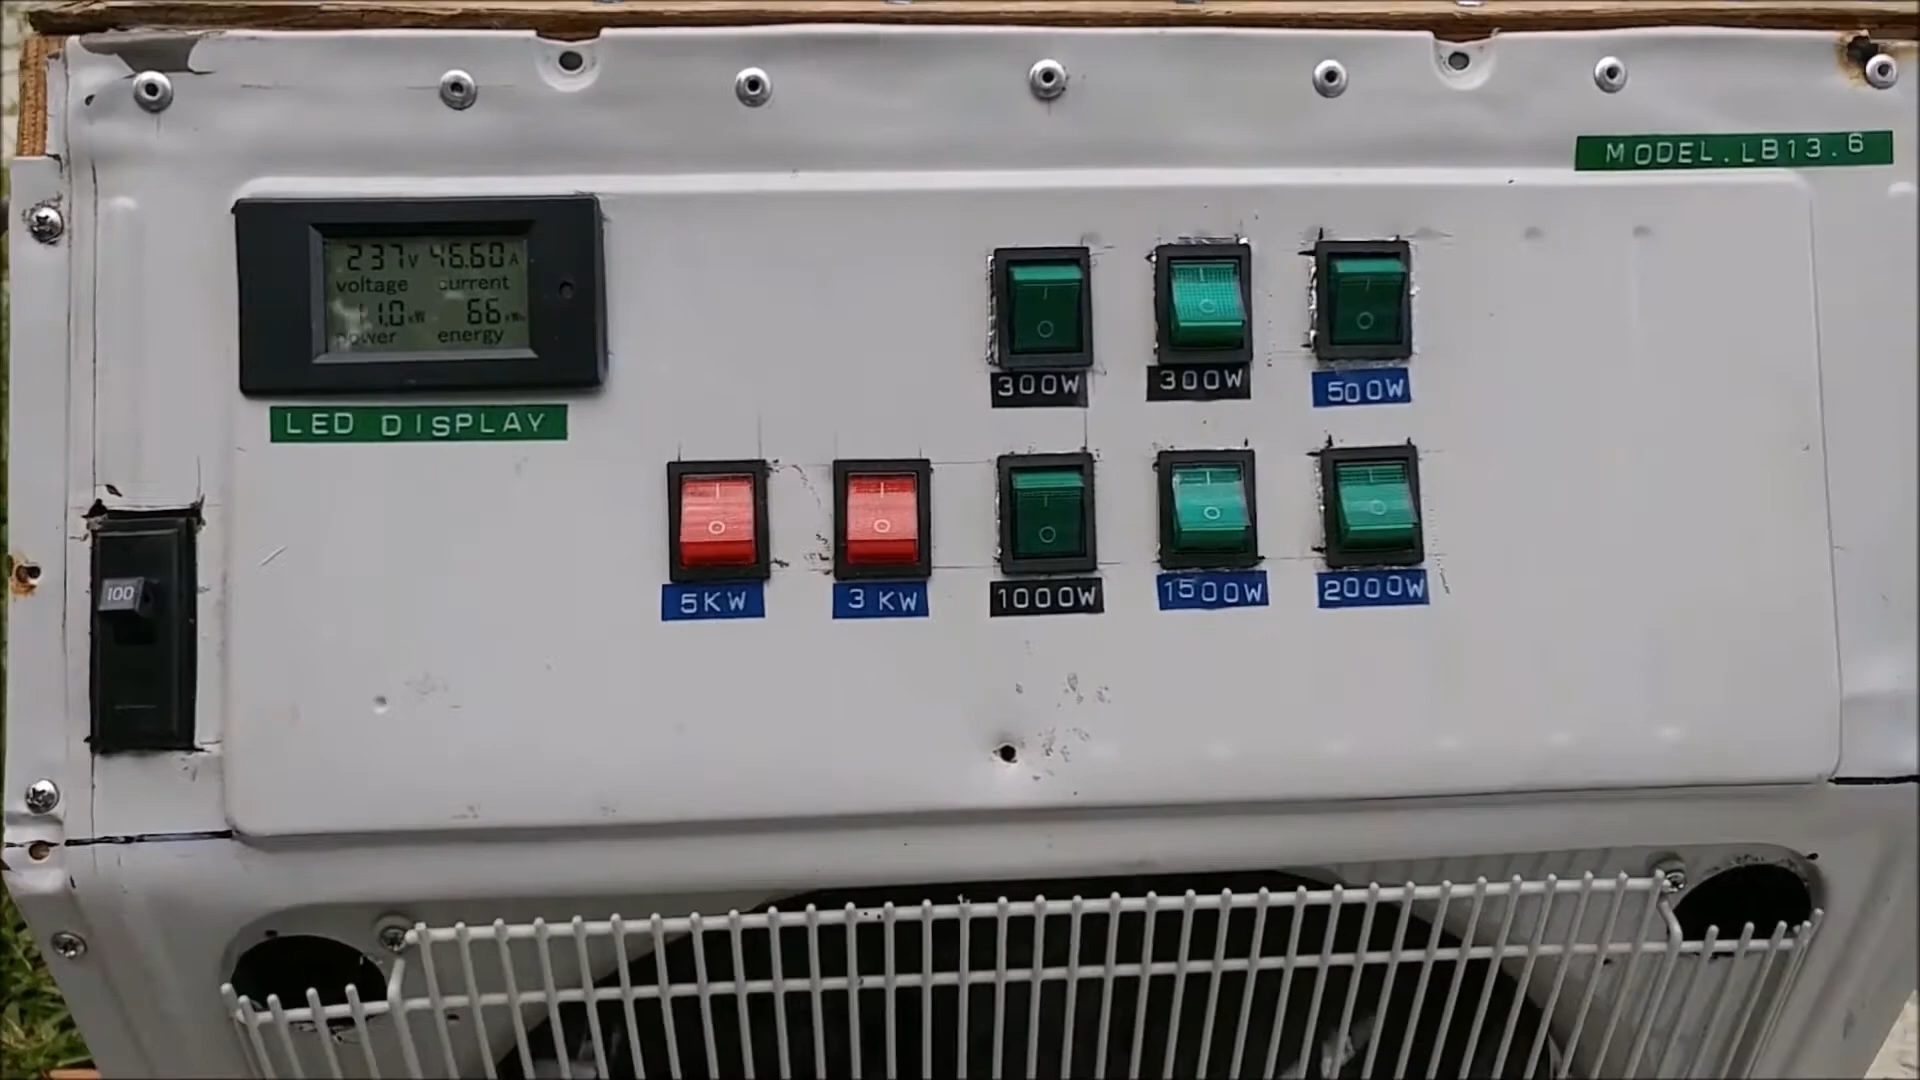 MODEL.LB13.6
237V 46.60A
voltage current
11.0kW 66kWh
power energy
LED DISPLAY
300W 300W 500W
100
5KW 3KW 1000W 1500W 2000W